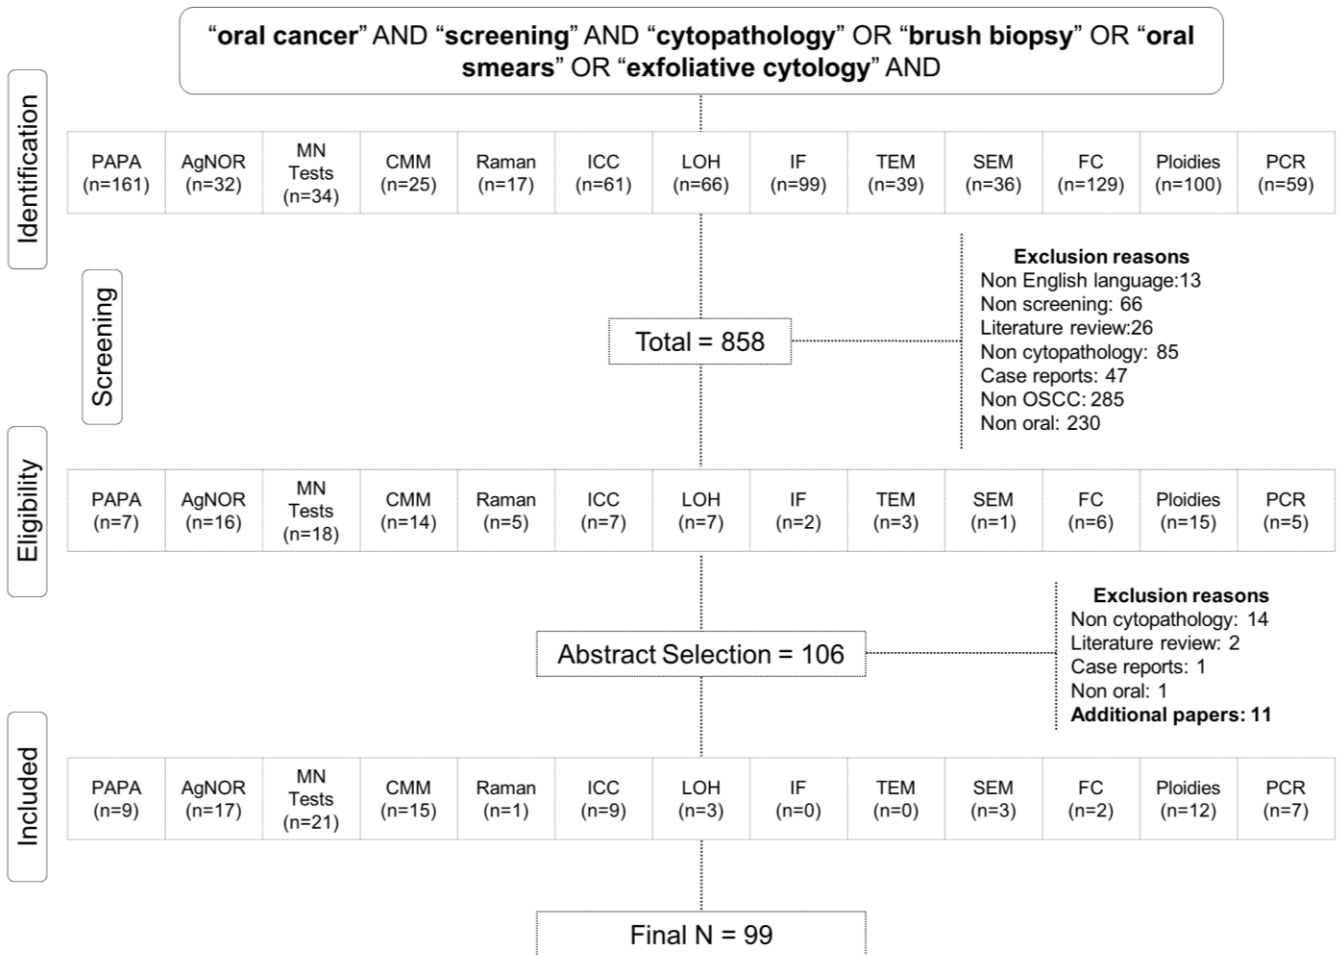 “oral cancer” AND “screening” AND “cytopathology” OR “brush biopsy” OR “oral
smears” OR “exfoliative cytology” AND
Identification
PAPA
(n=161)
AgNOR
(n=32)
MN
Tests
(n=34)
CMM
(n=25)
Raman
(n=17)
ICC
(n=61)
LOH
(n=66)
IF
(n=99)
TEM
(n=39)
SEM
(n=36)
FC
(n=129)
Ploidies
(n=100)
PCR
(n=59)
Screening
Total = 858
Exclusion reasons
Non English language:13
Non screening: 66
Literature review:26
Non cytopathology: 85
Case reports: 47
Non OSCC: 285
Non oral: 230
Eligibility
PAPA
(n=7)
AgNOR
(n=16)
MN
Tests
(n=18)
CMM
(n=14)
Raman
(n=5)
ICC
(n=7)
LOH
(n=7)
IF
(n=2)
TEM
(n=3)
SEM
(n=1)
FC
(n=6)
Ploidies
(n=15)
PCR
(n=5)
Abstract Selection = 106
Exclusion reasons
Non cytopathology: 14
Literature review: 2
Case reports: 1
Non oral: 1
Additional papers: 11
Included
PAPA
(n=9)
AgNOR
(n=17)
MN
Tests
(n=21)
CMM
(n=15)
Raman
(n=1)
ICC
(n=9)
LOH
(n=3)
IF
(n=0)
TEM
(n=0)
SEM
(n=3)
FC
(n=2)
Ploidies
(n=12)
PCR
(n=7)
Final N = 99